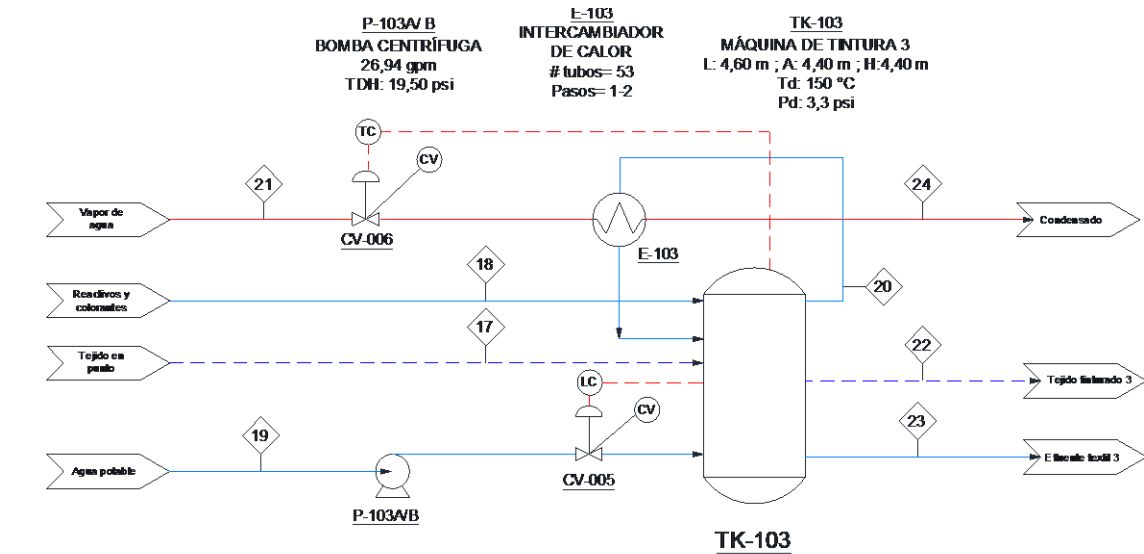 P-103A/B
BOMBA CENTRÍFUGA
26,94 gpm
TDH: 19,50 psi
E-103
INTERCAMBIADOR
DE CALOR
# tubos= 53
Pasos= 1-2
TK-103
MÁQUINA DE TINTURA 3
L: 4,60 m ; A: 4,40 m ; H:4,40 m
Td: 150 ºC
Pd: 3,3 psi
TC
CV
21
24
Vapor de
agua
Condensado
CV-006
E-103
18
Reactivos y
colorantes
20
17
Tejido en
punto
22
Tejido tinturado 3
LC
CV
19
23
Agua potable
Efluente textil 3
CV-005
P-103A/B
TK-103